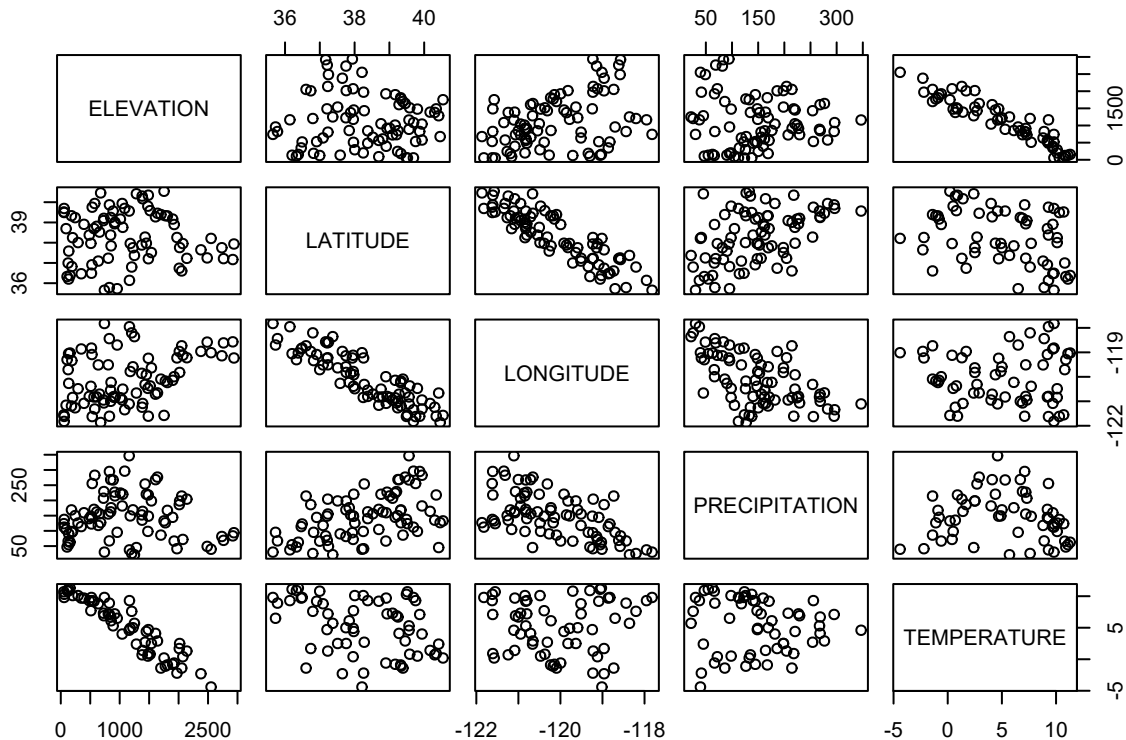 36 38 40 50 150 300
ELEVATION
0 1500
36 39
LATITUDE
LONGITUDE
-122 -119
50 250
PRECIPITATION
TEMPERATURE
-5 5
0 1000 2500 -122 -120 -118 -5 0 5 10